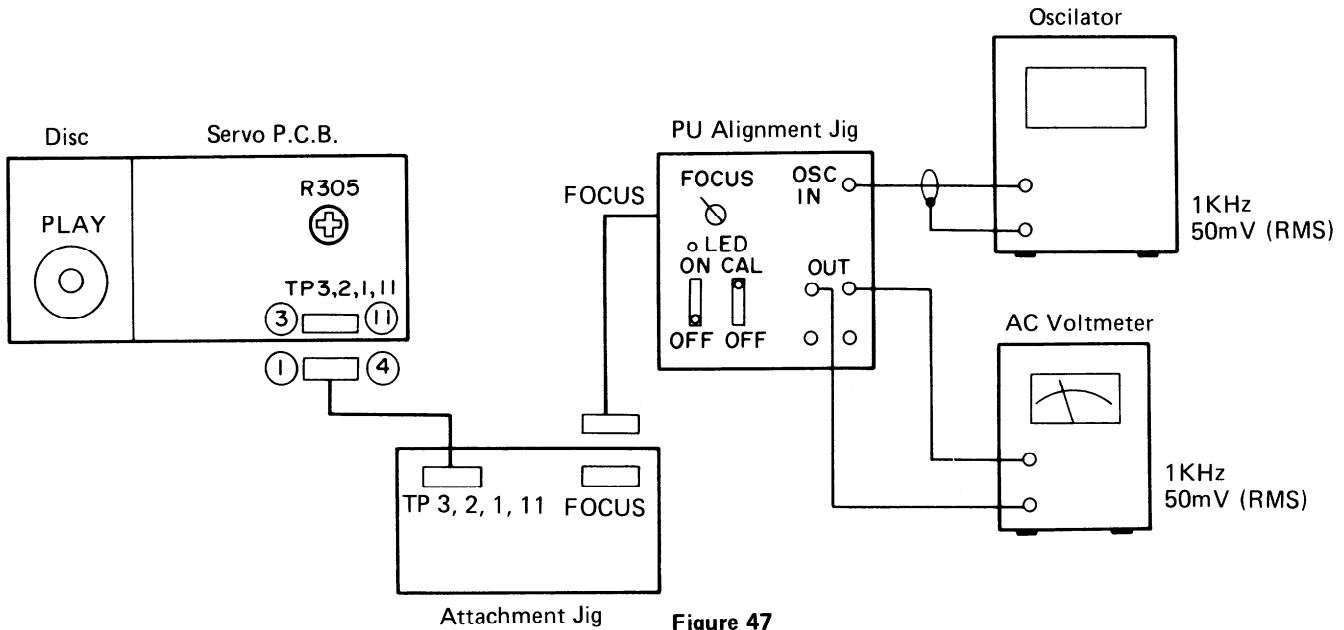 Oscilator
Disc
Servo P.C.B.
PU Alignment Jig
R305
PLAY
TP3,2,1,11
3
11
1
4
FOCUS
FOCUS
OSC
IN
LED
ON CAL
OUT
OFF OFF
1KHz
50mV (RMS)
AC Voltmeter
1KHz
50mV (RMS)
TP 3, 2, 1, 11
FOCUS
Attachment Jig
Figure 47